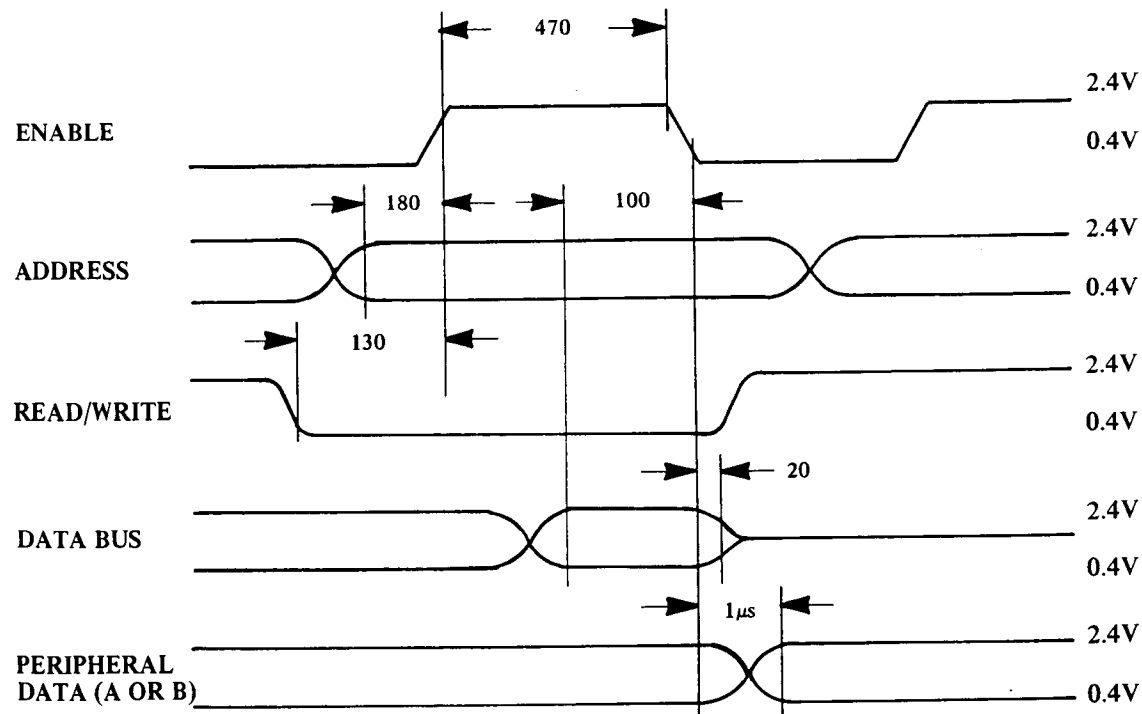 470
2.4V
ENABLE
0.4V
180
100
2.4V
ADDRESS
0.4V
130
2.4V
READ/WRITE
0.4V
20
2.4V
DATA BUS
0.4V
1μs
2.4V
PERIPHERAL
DATA (A OR B)
0.4V